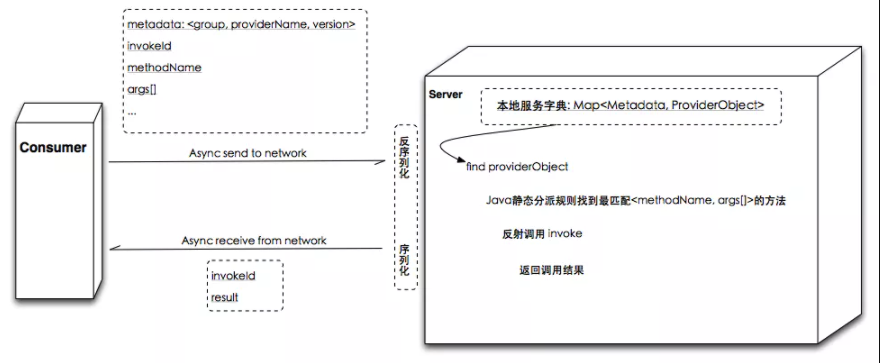 metadata: <group, providerName, version>
invokeId
methodName
args[]
...
Consumer
Async send to network
反序列化
Async receive from network
序列化
invokeId
result
Server
本地服务字典: Map<Metadata, ProviderObject>
find providerObject
Java静态分派规则找到最匹配<methodName, args[]>的方法
反射调用 invoke
返回调用结果